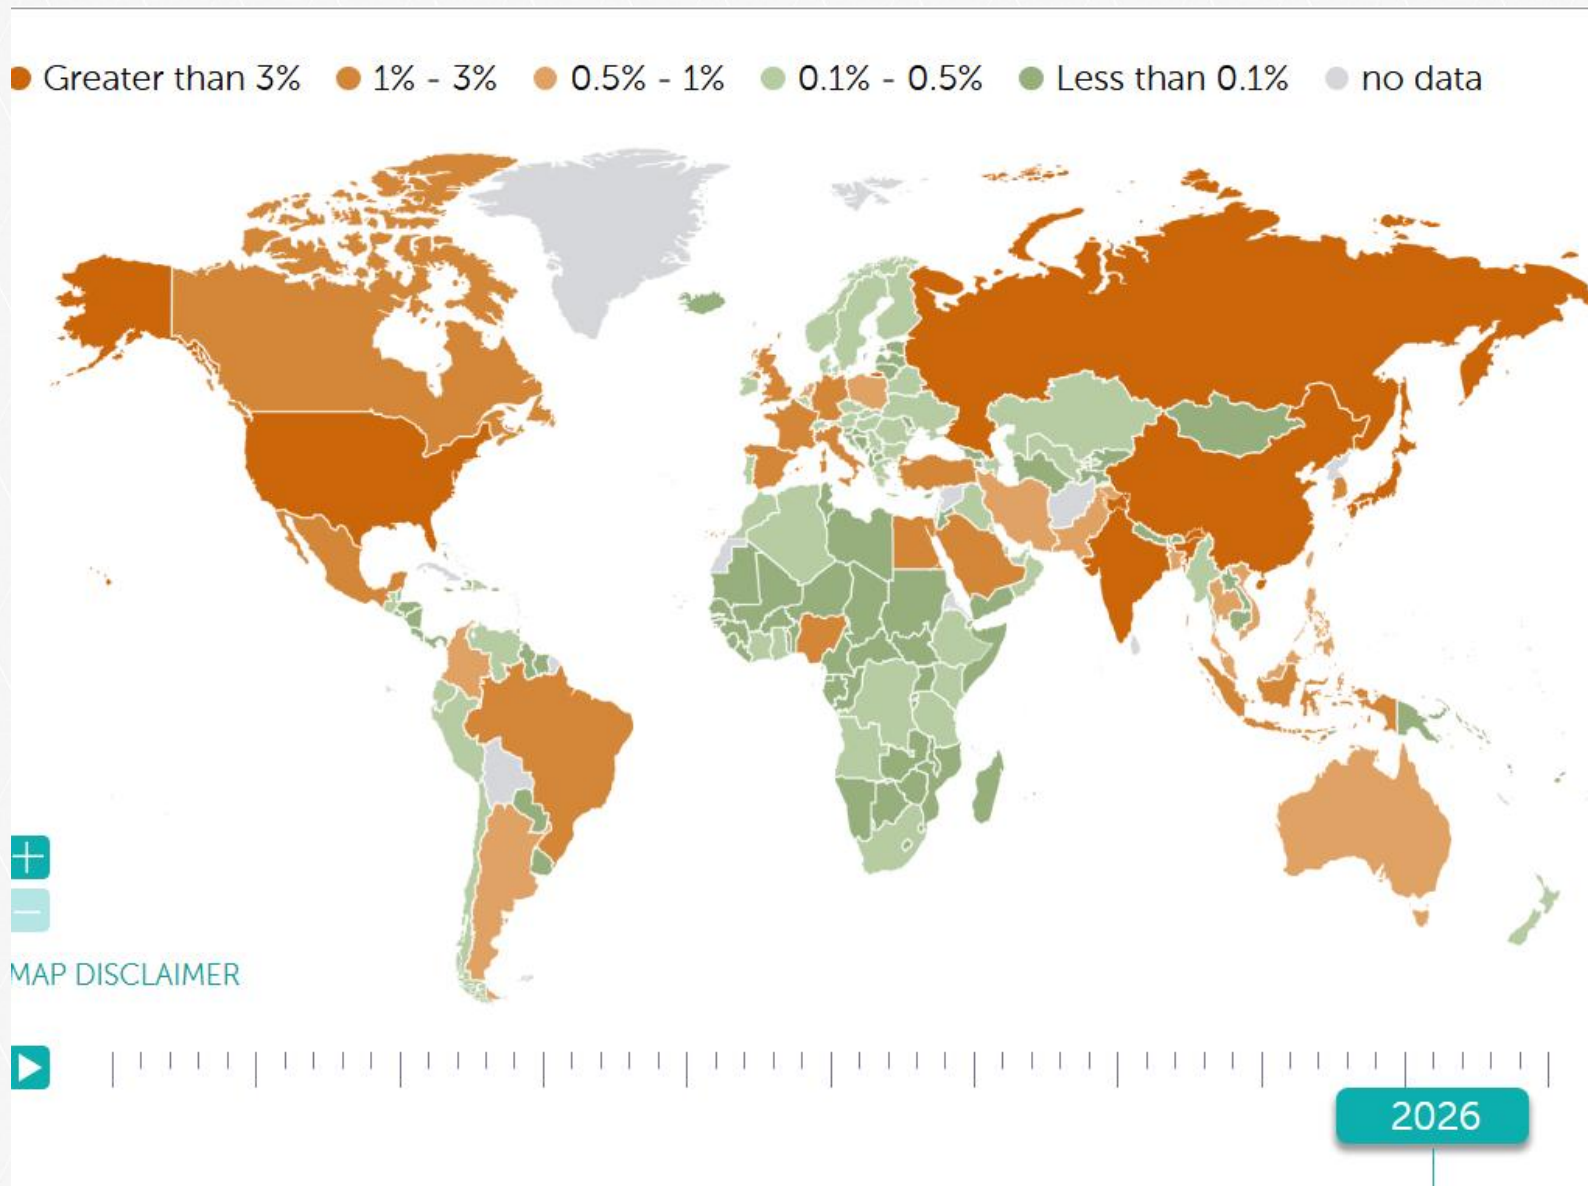 Greater than 3% 1% - 3% 0.5% - 1% 0.1% - 0.5% Less than 0.1% no data
MAP DISCLAIMER
2026